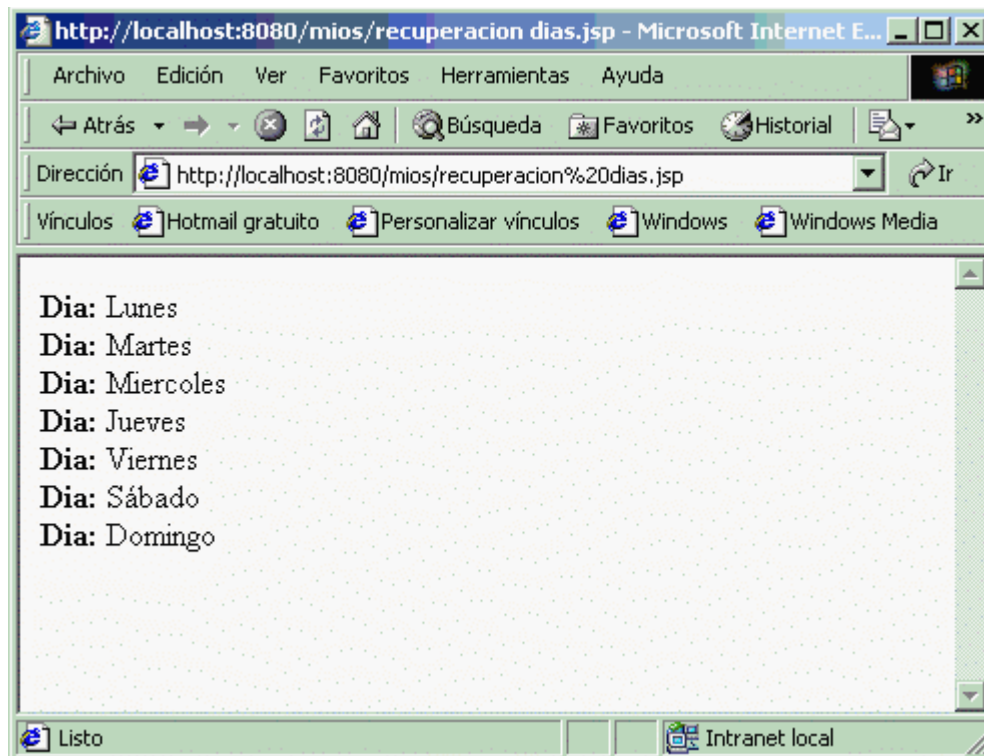 http://localhost:8080/mios/recuperacion dias.jsp - Microsoft Internet E...
Archivo Edición Ver Favoritos Herramientas Ayuda
Atrás Búsqueda Favoritos Historial »
Dirección http://localhost:8080/mios/recuperacion%20dias.jsp Ir
Vínculos Hotmail gratuito Personalizar vínculos Windows Windows Media
Dia: Lunes
Dia: Martes
Dia: Miercoles
Dia: Jueves
Dia: Viernes
Dia: Sábado
Dia: Domingo
Listo Intranet local